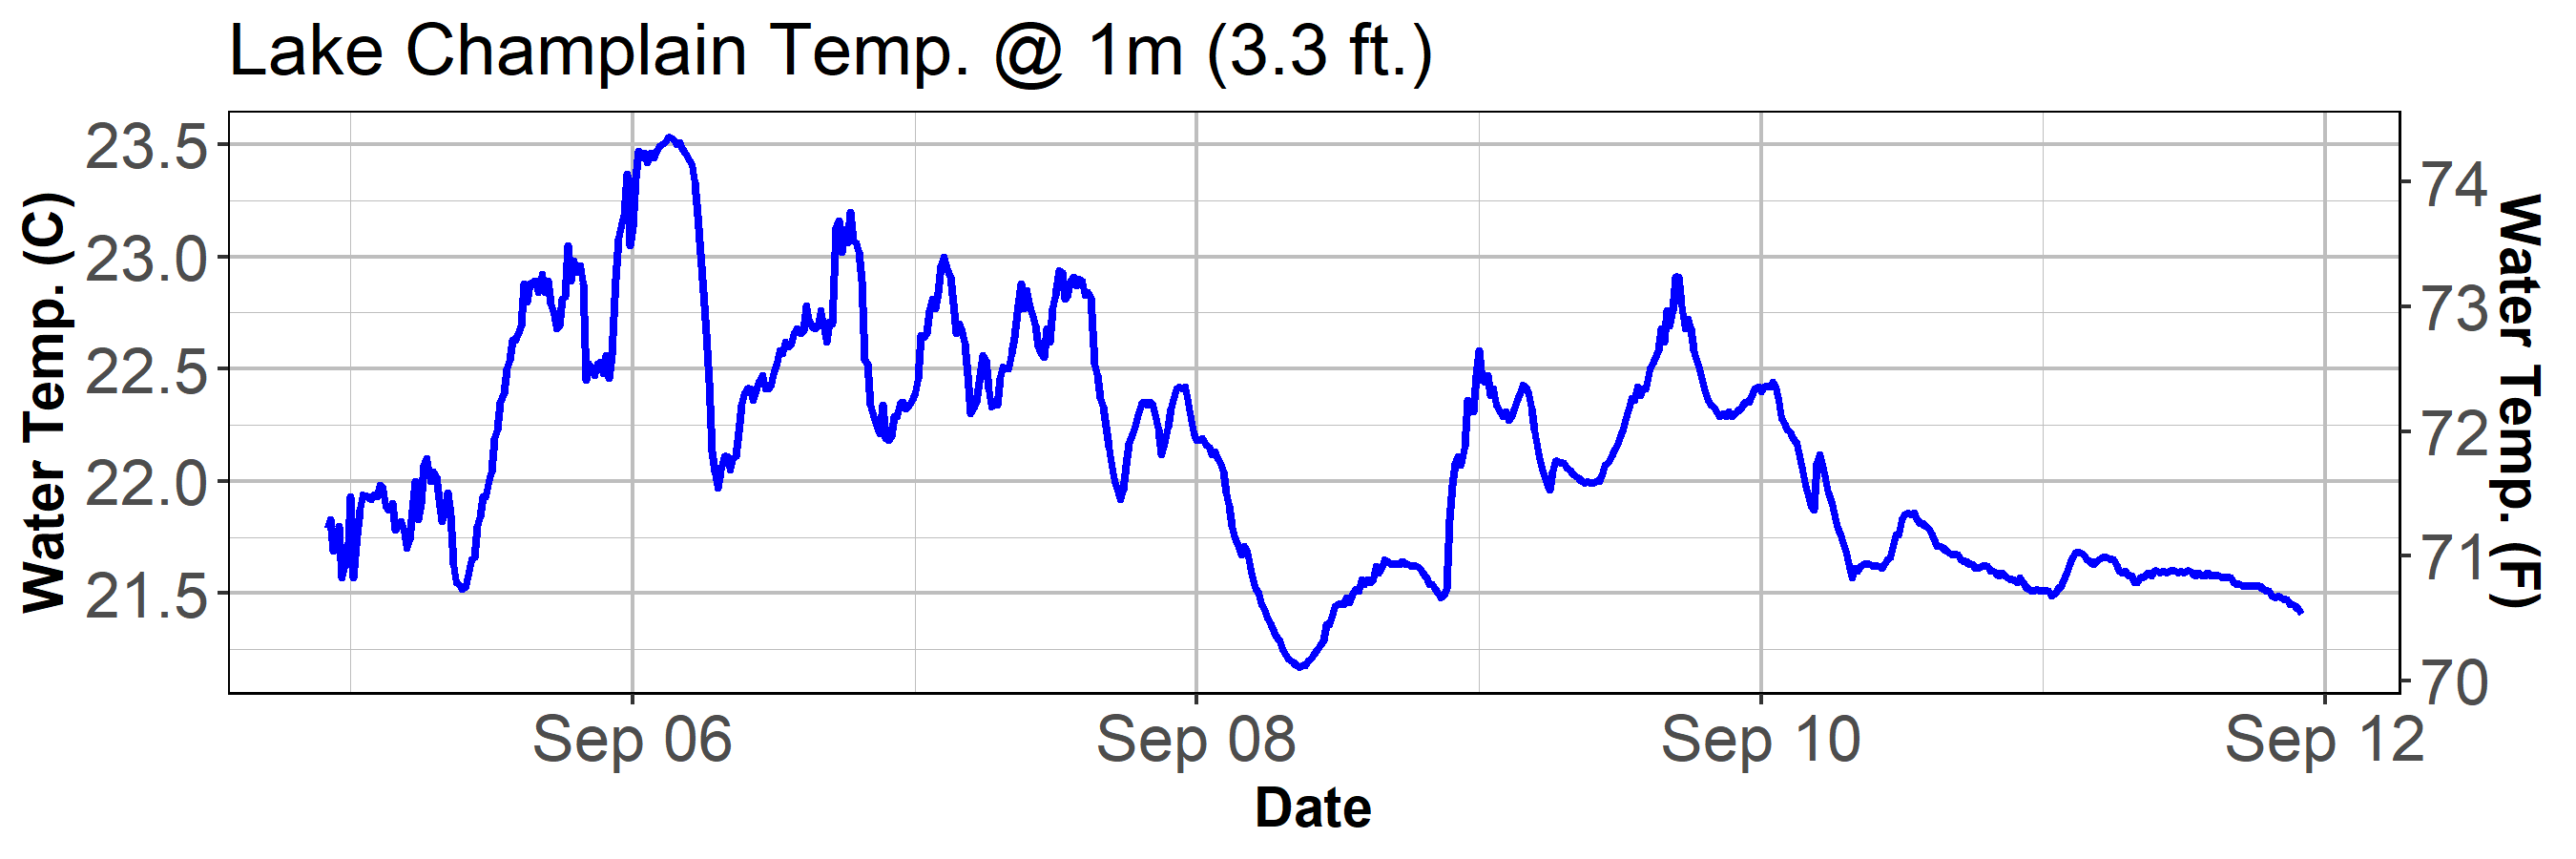 Lake Champlain Temp. @ 1m (3.3 ft.)
Water Temp. (C)
23.5
23.0
22.5
22.0
21.5
74
73
72
71
70
Water Temp. (F)
Sep 06
Sep 08
Sep 10
Sep 12
Date